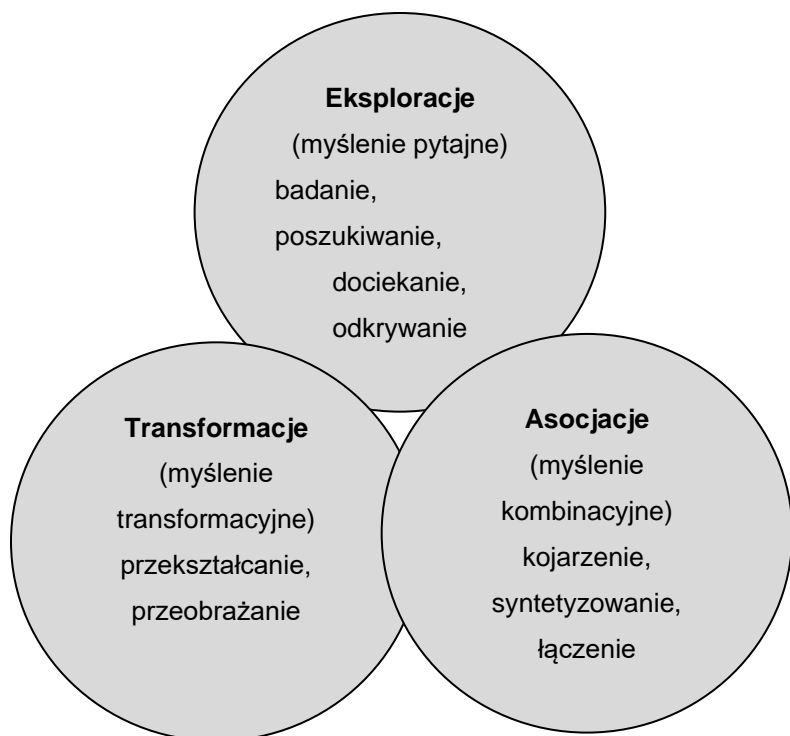 Eksploracje
(myślenie pytajne)
badanie,
poszukiwanie,
dociekanie,
odkrywanie
Transformacje
(myślenie
transformacyjne)
przekształcanie,
przeobrażanie
Asocjacje
(myślenie
kombinacyjne)
kojarzenie,
syntetyzowanie,
łączenie